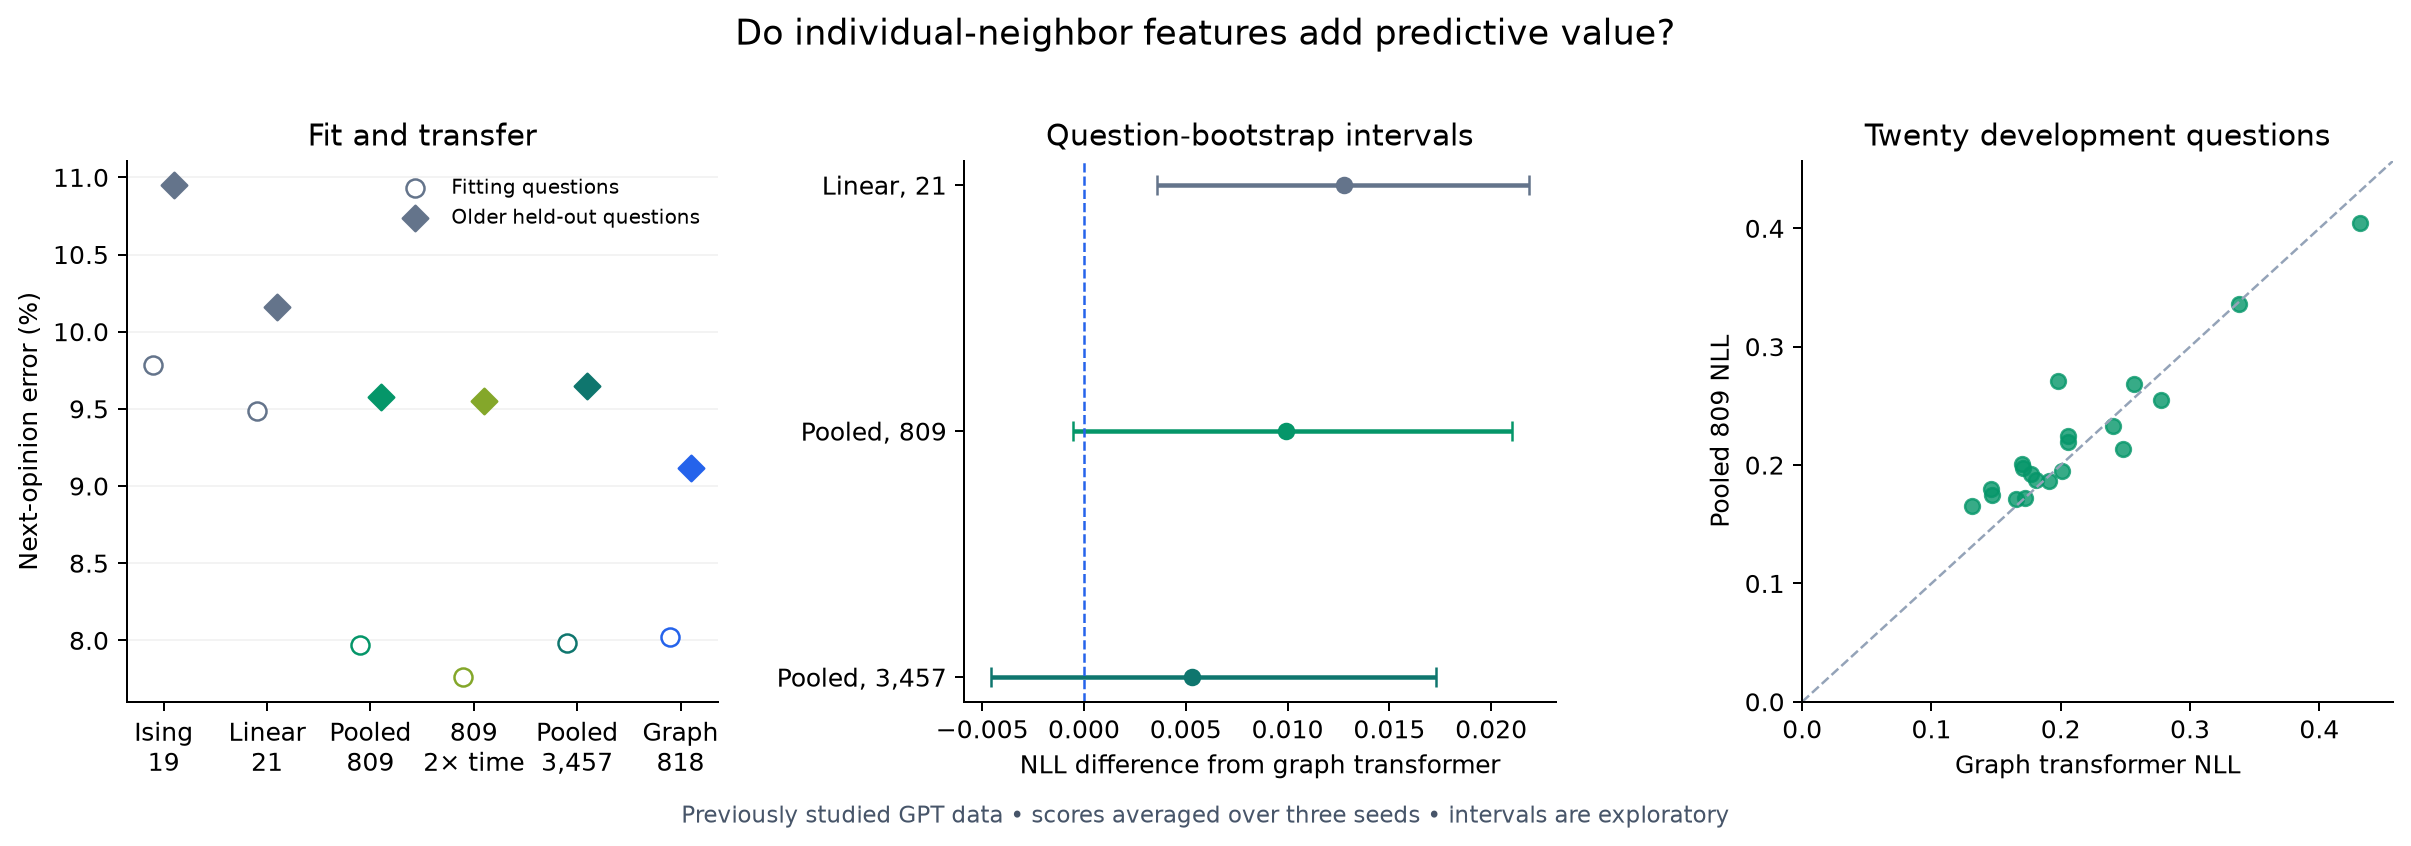 Do individual-neighbor features add predictive value?
Fit and transfer
Next-opinion error (%)
11.0
10.5
10.0
9.5
9.0
8.5
8.0
Fitting questions
Older held-out questions
Ising
19
Linear
21
Pooled
809
809
2× time
Pooled
3,457
Graph
818
Question-bootstrap intervals
Linear, 21
Pooled, 809
Pooled, 3,457
−0.005 0.000 0.005 0.010 0.015 0.020
NLL difference from graph transformer
Twenty development questions
Pooled 809 NLL
0.4
0.3
0.2
0.1
0.0
0.0 0.1 0.2 0.3 0.4
Graph transformer NLL
Previously studied GPT data • scores averaged over three seeds • intervals are exploratory